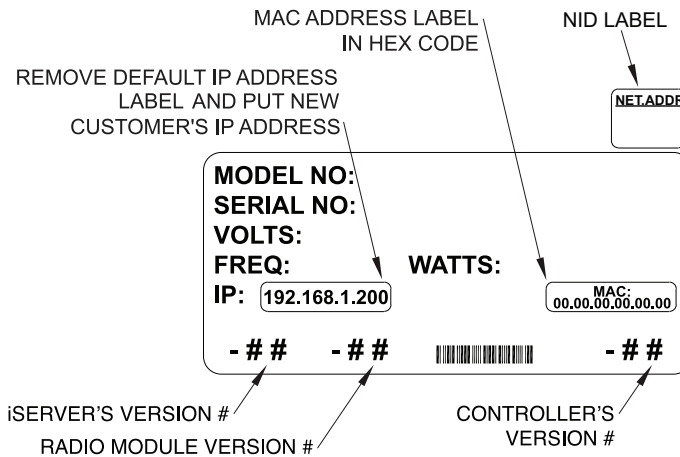 MAC ADDRESS LABEL
IN HEX CODE
NID LABEL
REMOVE DEFAULT IP ADDRESS
LABEL AND PUT NEW
CUSTOMER'S IP ADDRESS
NET.ADDR
MODEL NO:
SERIAL NO:
VOLTS:
FREQ: WATTS:
IP: 192.168.1.200
MAC:
00.00.00.00.00.00
-## -## -##
iSERVER'S VERSION #
RADIO MODULE VERSION #
CONTROLLER'S
VERSION #